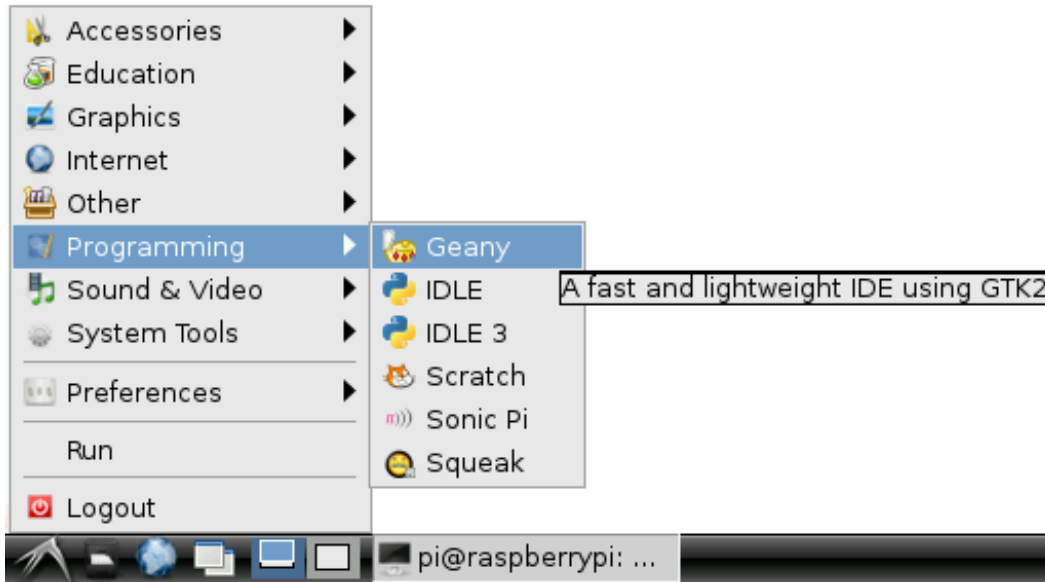 Accessories
Education
Graphics
Internet
Other
Programming
Sound & Video
System Tools
Preferences
Run
Logout
Geany
IDLE
IDLE 3
Scratch
Sonic Pi
Squeak
A fast and lightweight IDE using GTK2
pi@raspberrypi: ...